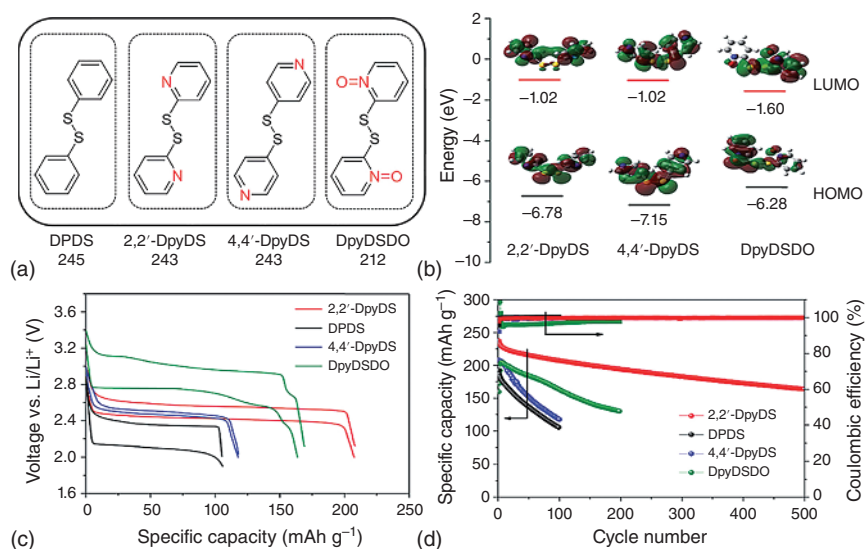 (a)
N
N
N
N
O=N
N=O
S
S
S
S
S
S
S
S
DPDS
2,2′-DpyDS
4,4′-DpyDS
DpyDSDO
245
243
243
212
(b)
Energy (eV)
2
0
−2
−4
−6
−8
−10
−1.02
−1.02
−1.60
LUMO
−6.78
−7.15
−6.28
HOMO
2,2′-DpyDS
4,4′-DpyDS
DpyDSDO
(c)
Voltage vs. Li/Li⁺ (V)
3.6
3.2
2.8
2.4
2.0
1.6
0
50
100
150
200
250
Specific capacity (mAh g⁻¹)
2,2′-DpyDS
DPDS
4,4′-DpyDS
DpyDSDO
(d)
Specific capacity (mAh g⁻¹)
300
275
250
225
200
175
150
125
100
0
0
100
200
300
400
500
Cycle number
Coulombic efficiency (%)
100
80
60
40
20
0
2,2′-DpyDS
DPDS
4,4′-DpyDS
DpyDSDO